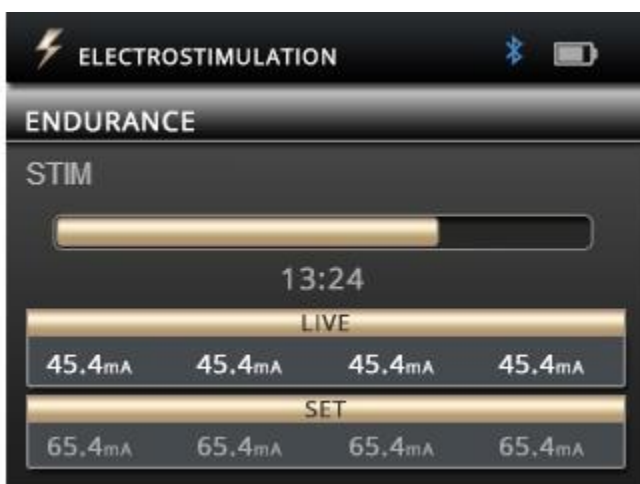 ELECTROSTIMULATION
ENDURANCE
STIM
13:24
LIVE
45.4mA 45.4mA 45.4mA 45.4mA
SET
65.4mA 65.4mA 65.4mA 65.4mA